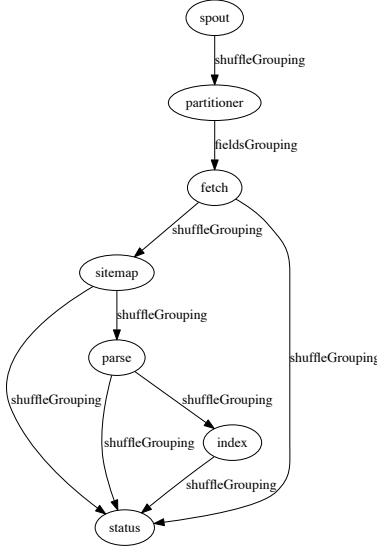 spout
shuffleGrouping
partitioner
fieldsGrouping
fetch
shuffleGrouping
sitemap
shuffleGrouping
parse
shuffleGrouping
shuffleGrouping
shuffleGrouping
shuffleGrouping
index
shuffleGrouping
status